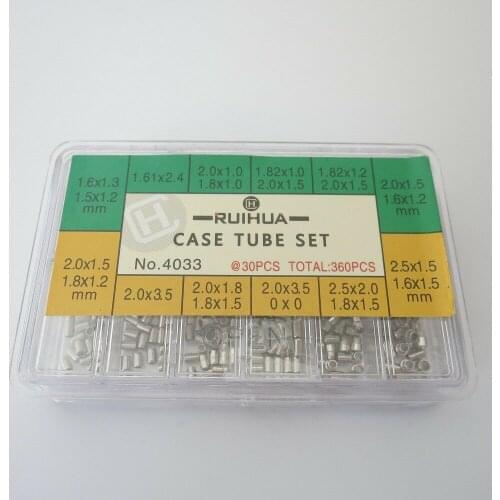 1.6x1.3
1.5x1.2
mm
1.61x2.4
2.0x1.0
1.8x1.0
1.82x1.0
2.0x1.5
1.82x1.2
2.0x1.5
2.0x1.5
1.6x1.2
mm
RUIHUA
CASE TUBE SET
No.4033
@30PCS TOTAL:360PCS
2.0x1.5
1.8x1.2
mm
2.0x3.5
2.0x1.8
1.8x1.5
2.0x3.5
0x0
2.5x2.0
1.8x1.5
2.5x1.5
1.6x1.5
mm